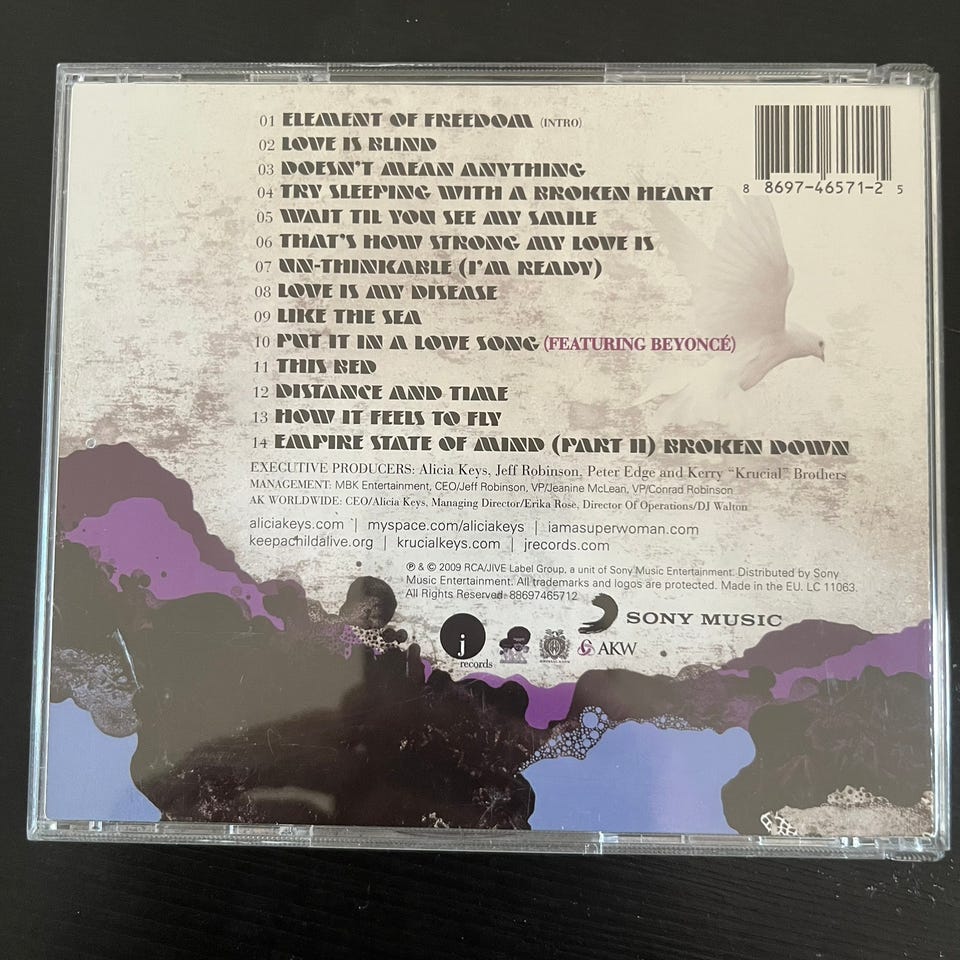 01 ELEMENT OF FREEDOM (INTRO)
02 LOVE IS BLIND
03 DOESN'T MEAN ANYTHING
04 TRY SLEEPING WITH A BROKEN HEART
05 WAIT TIL YOU SEE MY SMILE
06 THAT'S HOW STRONG MY LOVE IS
07 UN-THINKABLE (I'M READY)
08 LOVE IS MY DISEASE
09 LIKE THE SEA
10 PUT IT IN A LOVE SONG (FEATURING BEYONCÉ)
11 THIS BED
12 DISTANCE AND TIME
13 HOW IT FEELS TO FLY
14 EMPIRE STATE OF MIND (PART II) BROKEN DOWN
8 8697-46571-2 5
EXECUTIVE PRODUCERS: Alicia Keys, Jeff Robinson, Peter Edge and Kerry "Krucial" Brothers
MANAGEMENT: MBK Entertainment, CEO/Jeff Robinson, VP/Jeanine McLean, VP/Conrad Robinson
AK WORLDWIDE: CEO/Alicia Keys, Managing Director/Erika Rose, Director Of Operations/DJ Walton
aliciakeys.com | myspace.com/aliciakeys | iamasuperwoman.com
keepachildalive.org | krucialkeys.com | jrecords.com
℗ & © 2009 RCA/JIVE Label Group, a unit of Sony Music Entertainment. Distributed by Sony
Music Entertainment. All trademarks and logos are protected. Made in the EU. LC 11063.
All Rights Reserved 88697465712
SONY MUSIC
j records
AKW